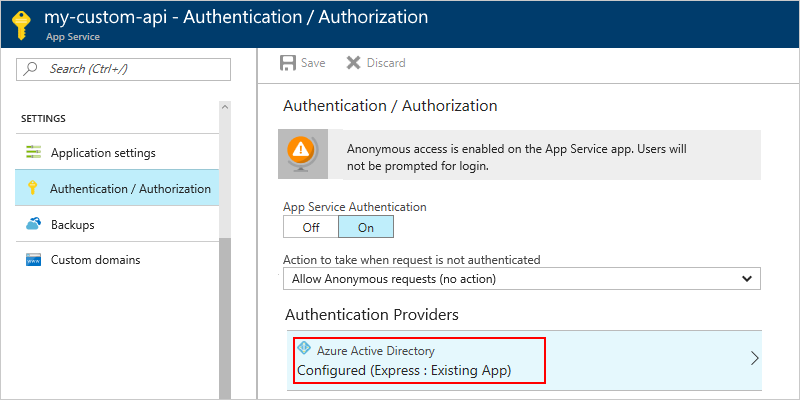 my-custom-api - Authentication / Authorization
App Service
Search (Ctrl+/)
SETTINGS
Application settings
Authentication / Authorization
Backups
Custom domains
Save
Discard
Authentication / Authorization
Anonymous access is enabled on the App Service app. Users will
not be prompted for login.
App Service Authentication
Off
On
Action to take when request is not authenticated
Allow Anonymous requests (no action)
Authentication Providers
Azure Active Directory
Configured (Express : Existing App)